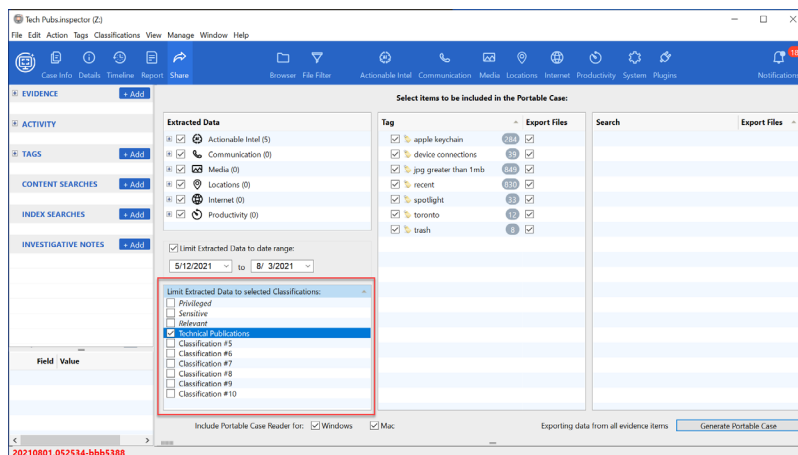 Tech Pubs.inspector (Z:)
File Edit Action Tags Classifications View Manage Window Help
Case Info Details Timeline Report Share Browser File Filter Actionable Intel Communication Media Locations Internet Productivity System Plugins Notification
18
EVIDENCE + Add
ACTIVITY
TAGS + Add
CONTENT SEARCHES + Add
INDEX SEARCHES + Add
INVESTIGATIVE NOTES + Add
Field Value
Select items to be included in the Portable Case:
Extracted Data
Actionable Intel (5)
Communication (0)
Media (0)
Locations (0)
Internet (0)
Productivity (0)
Limit Extracted Data to date range:
5/12/2021 to 8/ 3/2021
Limit Extracted Data to selected Classifications:
Privileged
Sensitive
Relevant
Technical Publications
Classification #5
Classification #6
Classification #7
Classification #8
Classification #9
Classification #10
Tag Export Files
apple keychain 284
device connections 39
jpg greater than 1mb 849
recent 830
spotlight 33
toronto 12
trash 8
Search Export Files
Include Portable Case Reader for: Windows Mac
Exporting data from all evidence items Generate Portable Case
20210801.052534-bbb5388